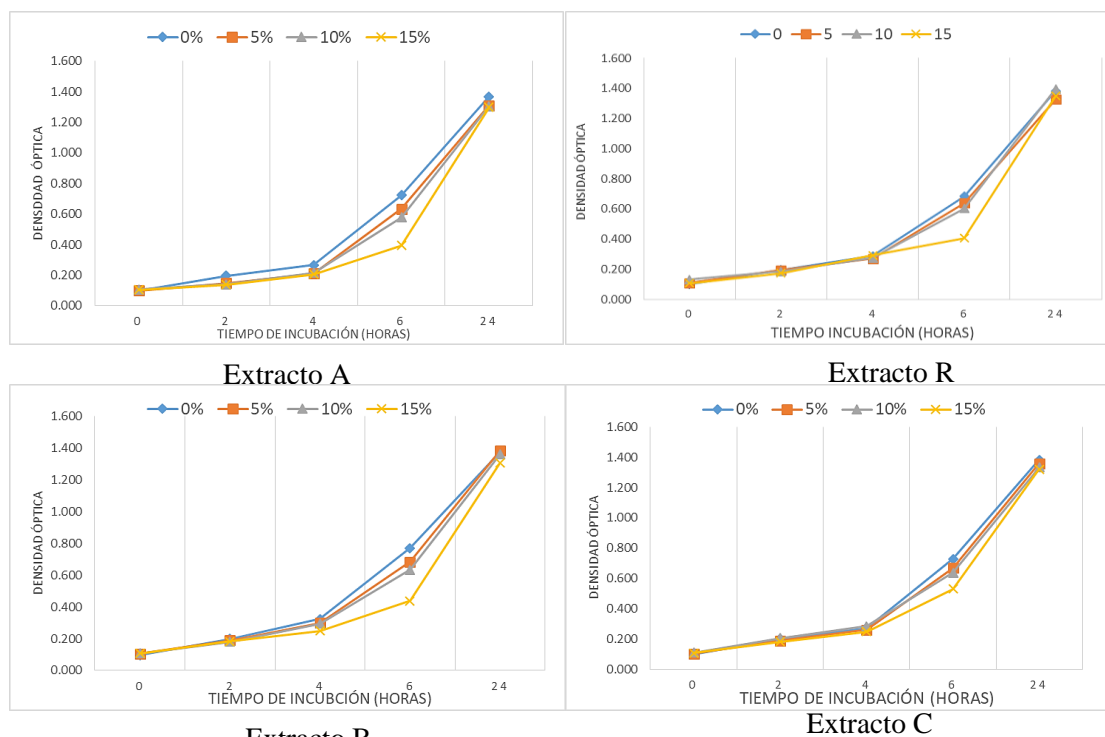 0% 5% 10% 15%
1.600
1.400
1.200
1.000
0.800
0.600
0.400
0.200
0.000
DENSDDAD ÓPTICA
0 2 4 6 2 4
TIEMPO DE INCUBACIÓN (HORAS)
Extracto A
0 5 10 15
1.600
1.400
1.200
1.000
0.800
0.600
0.400
0.200
0.000
DENSIDAD ÓPTICA
0 2 4 6 2 4
TIEMPO INCUBACIÓN (HORAS)
Extracto R
0% 5% 10% 15%
1.600
1.400
1.200
1.000
0.800
0.600
0.400
0.200
0.000
DENSIDAD ÓPTICA
0 2 4 6 2 4
TIEMPO DE INCUBCIÓN (HORAS)
Extracto
0% 5% 10% 15%
1.600
1.400
1.200
1.000
0.800
0.600
0.400
0.200
0.000
DENSIDAD ÓPTICA
0 2 4 6 2 4
TIEMPO DE INCUBACIÓN (HORAS)
Extracto C